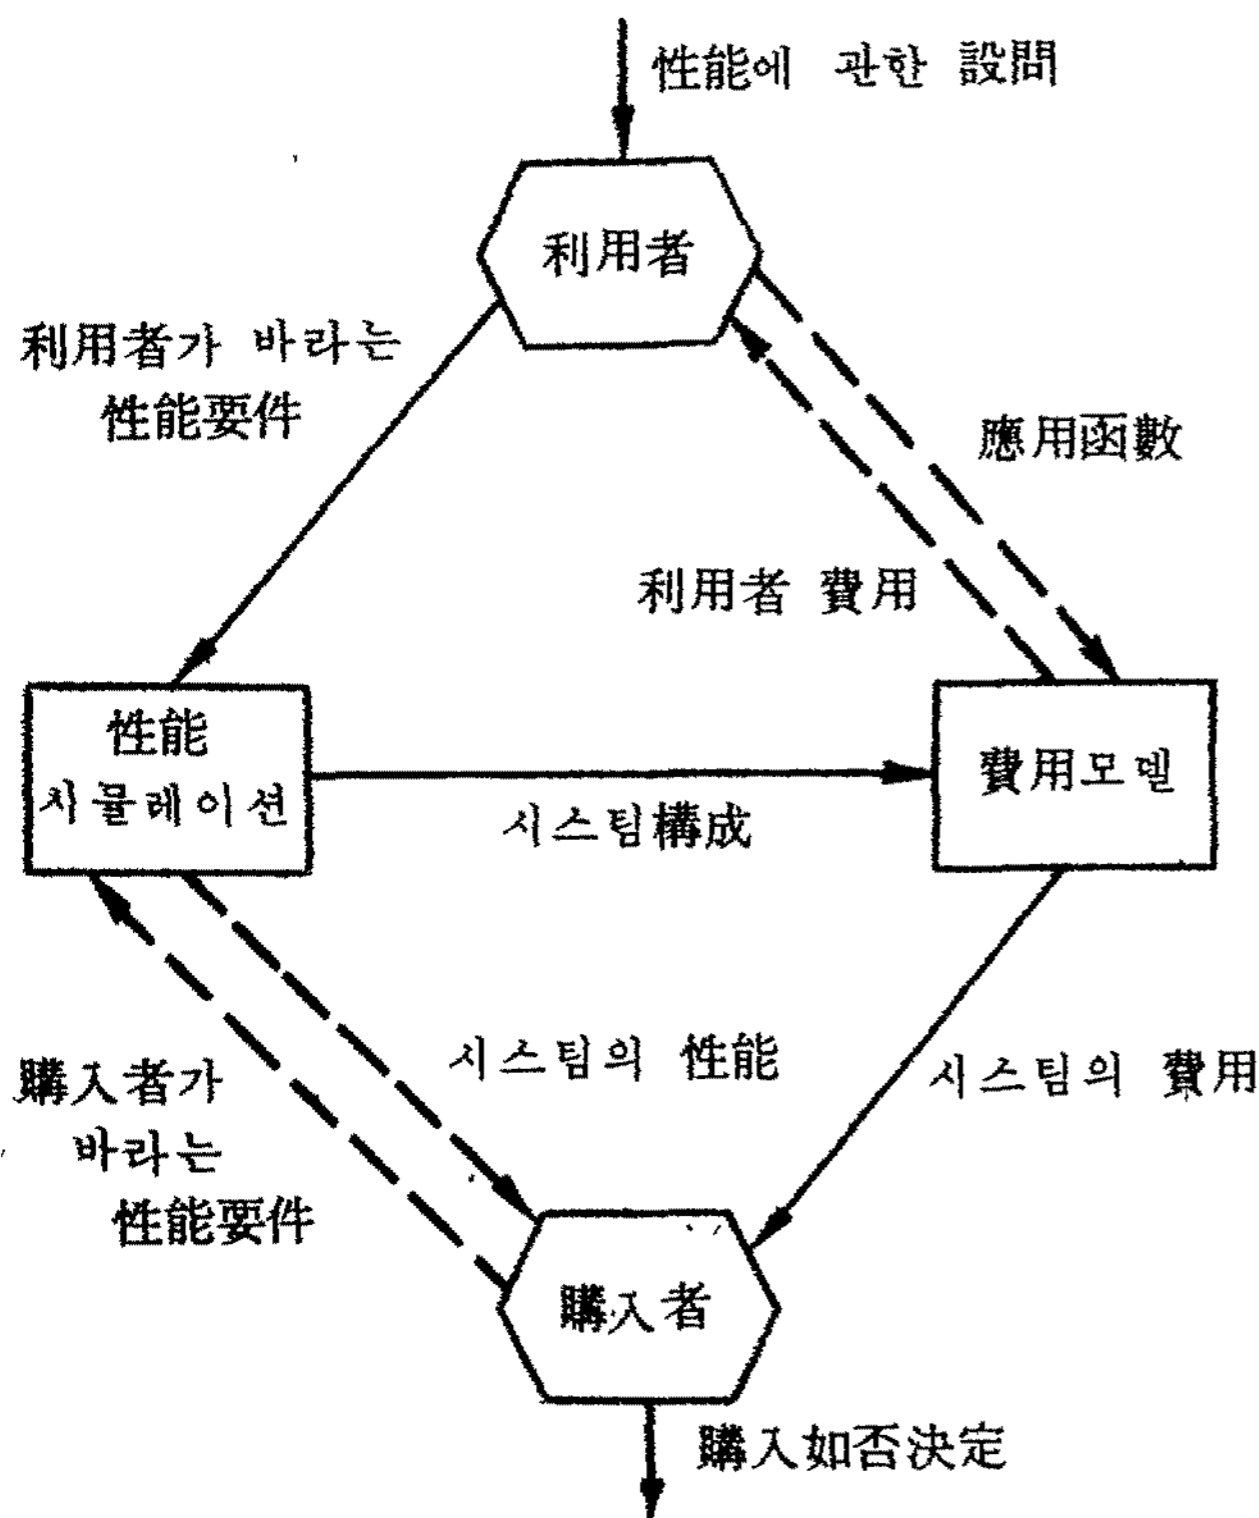 性能에 관한 設問
利用者
利用者가 바라는
性能要件
應用函數
利用者 費用
性能
시뮬레이션
費用모델
시스팀構成
시스팀의 性能
시스팀의 費用
購入者가
바라는
性能要件
購入者
購入如否決定